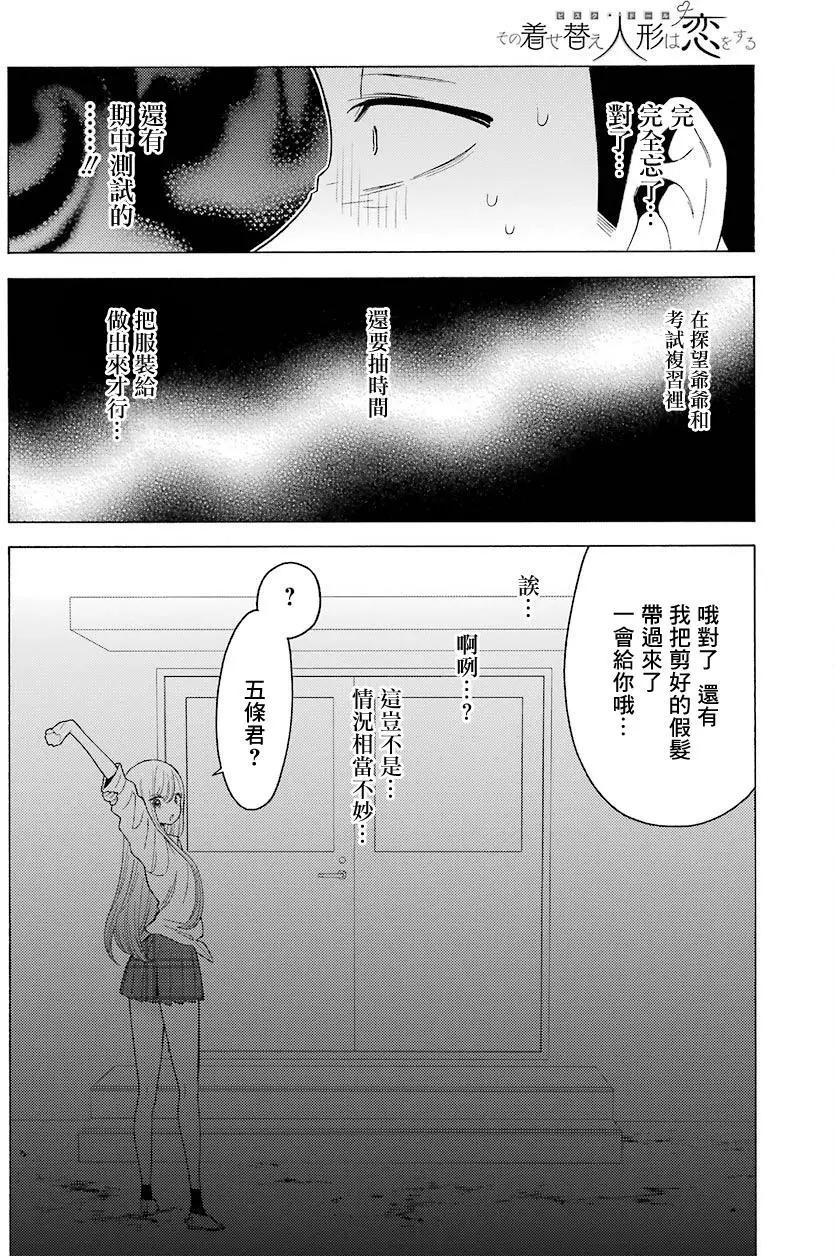 ビスク・ドール
その着せ替え人形は恋をする
完
完全忘了…
對了…
還有
期中測試的
……!!
在探望爺爺和
考試複習裡
還要抽時間
把服裝給
做出來才行…
哦對了 還有
我把剪好的假髮
帶過來了
一會給你哦…
誒…
啊咧…?
這豈不是…
情況相當不妙…
?
五條君?